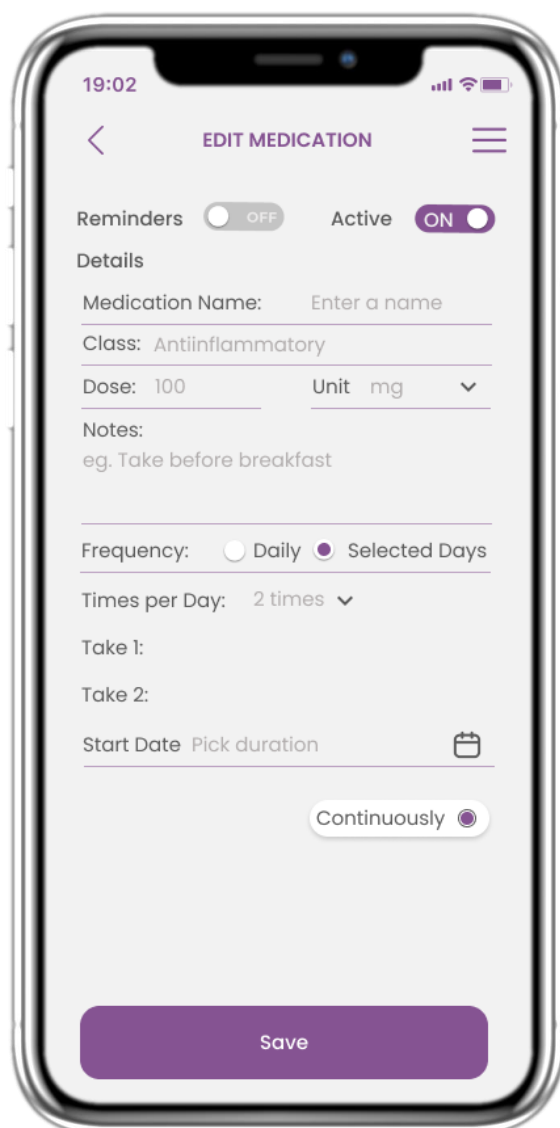 19:02
EDIT MEDICATION
Reminders OFF Active ON
Details
Medication Name: Enter a name
Class: Antiinflammatory
Dose: 100 Unit mg
Notes:
eg. Take before breakfast
Frequency: Daily Selected Days
Times per Day: 2 times
Take 1:
Take 2:
Start Date Pick duration
Continuously
Save